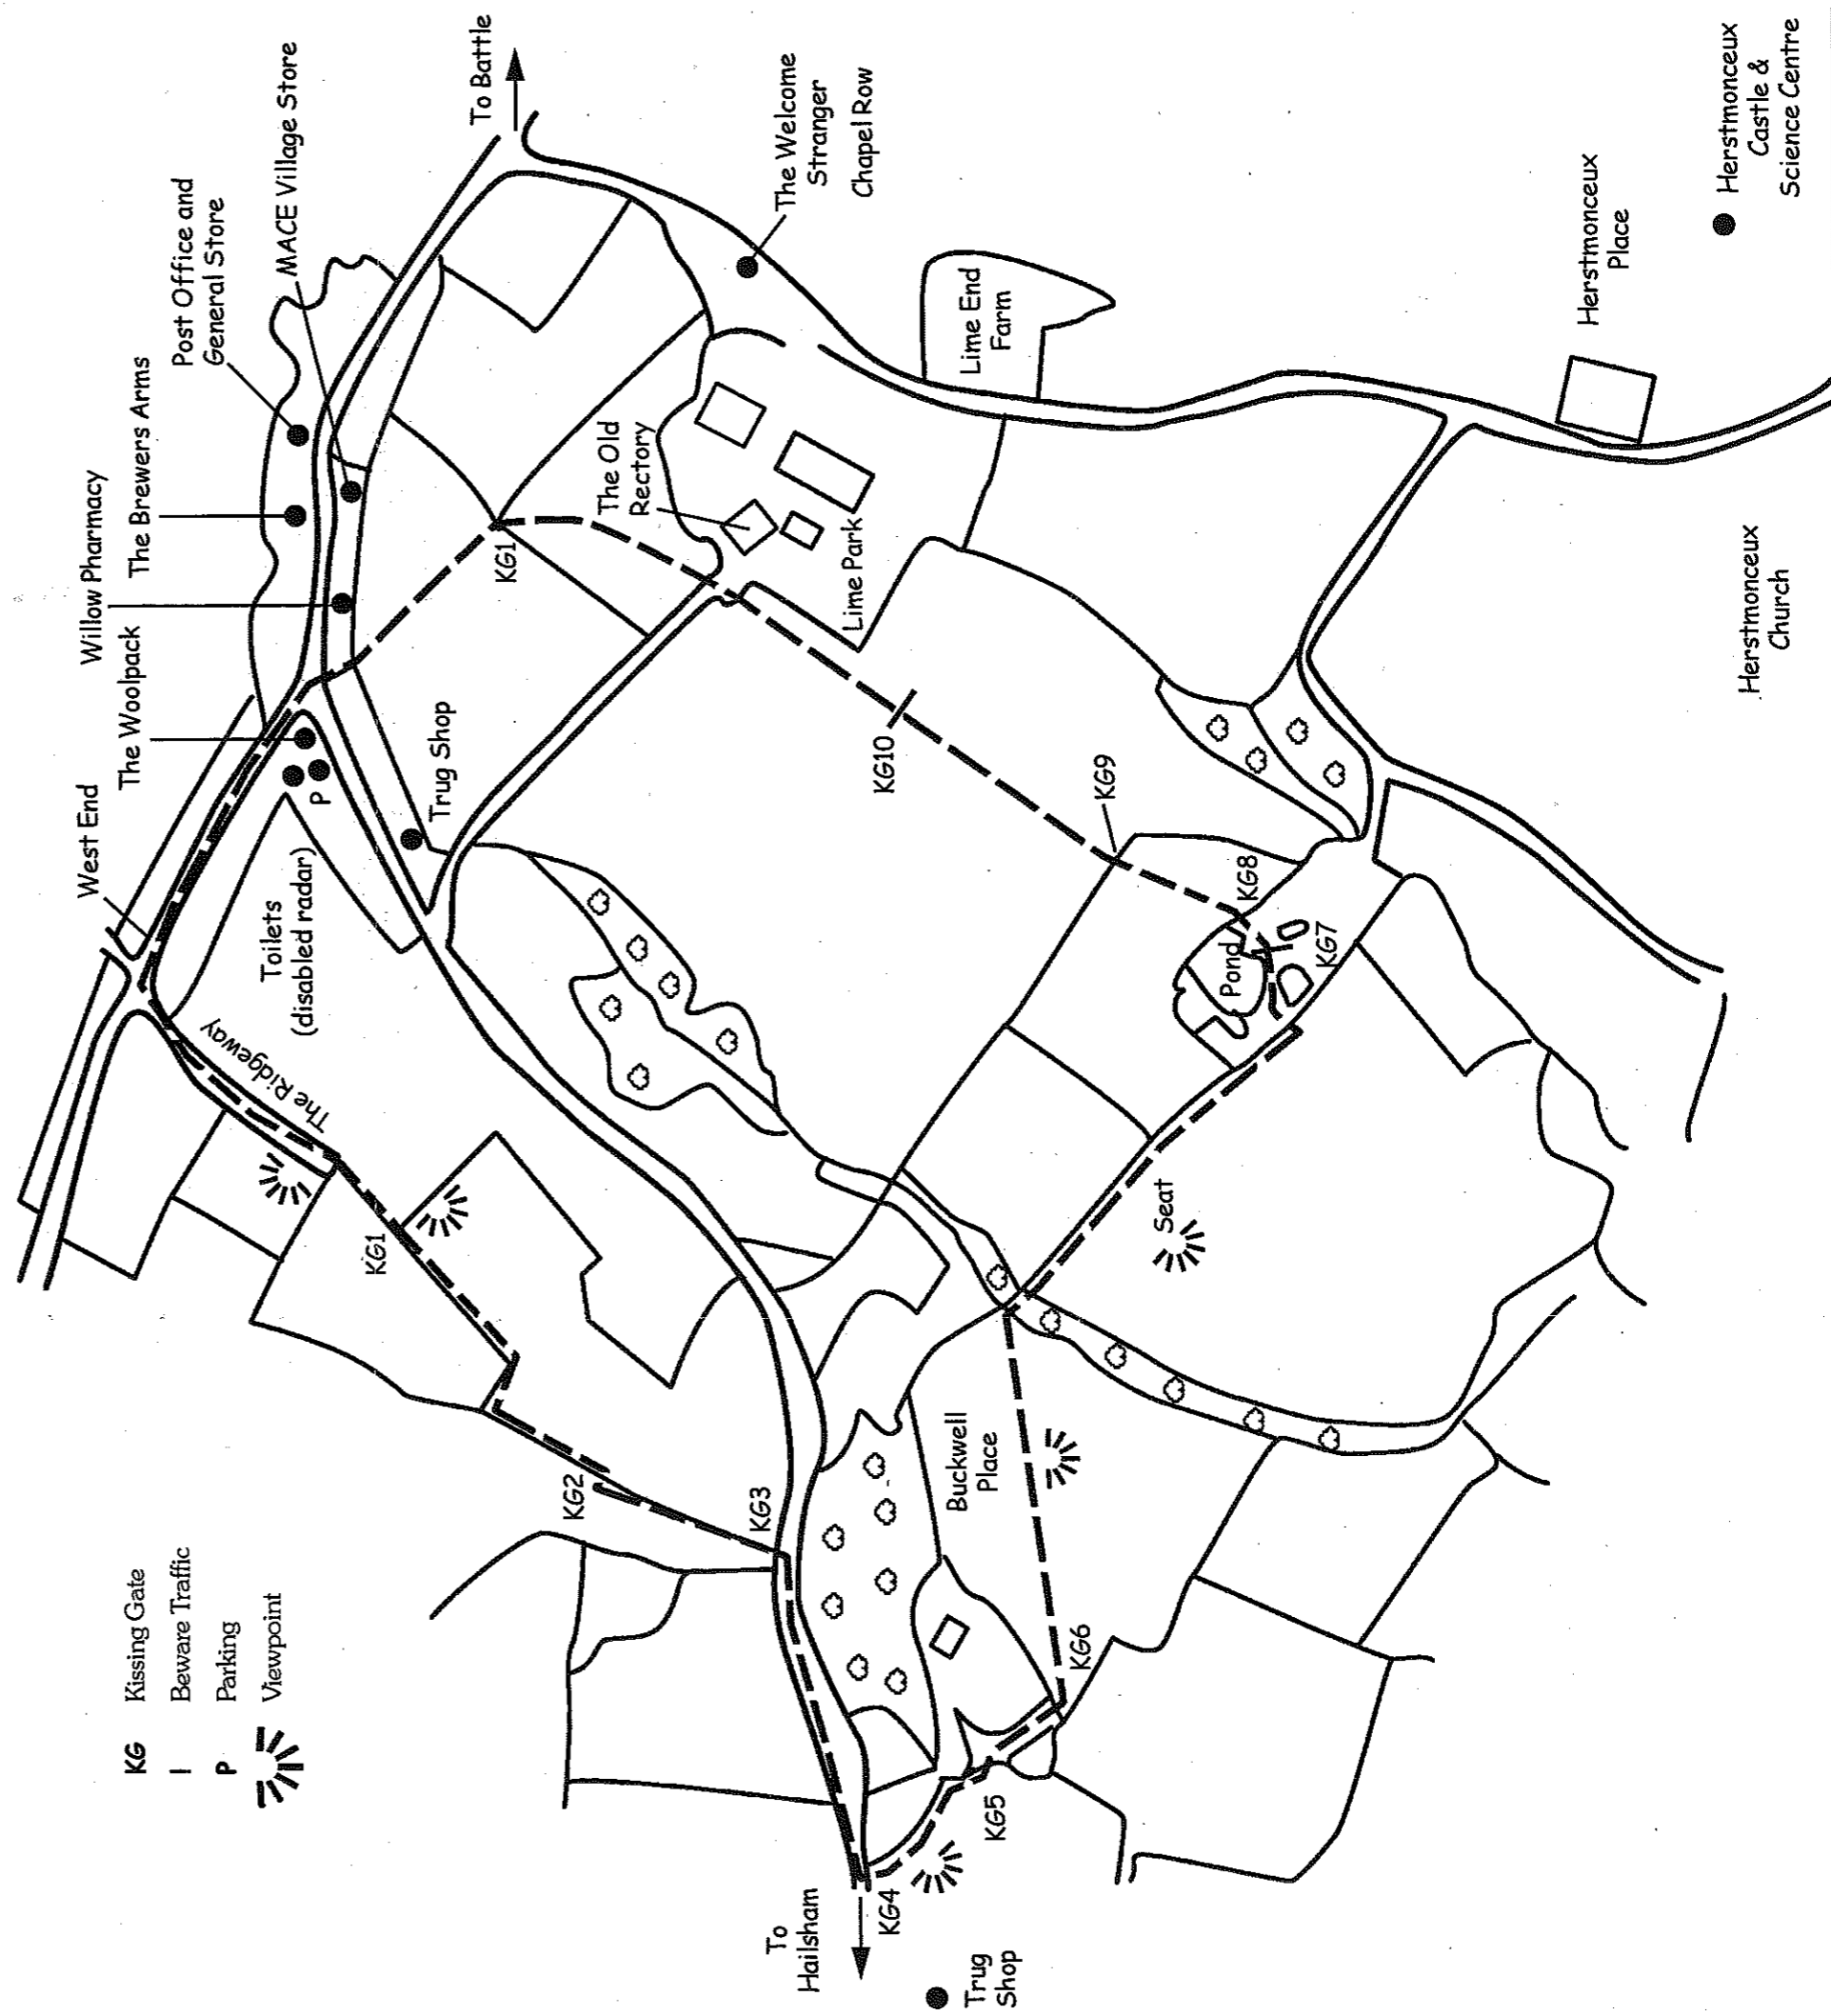 KG Kissing Gate
I Beware Traffic
P Parking
Viewpoint
West End
The Woolpack
Willow Pharmacy
The Brewers Arms
Post Office and
General Store
MACE Village Store
To Battle
P
Toilets
(disabled radar)
Trug Shop
The Ridgeway
KG1
KG1
The Old
Rectory
Lime Park
The Welcome
Stranger
Chapel Row
Lime End
Farm
KG2
KG3
KG10
KG9
KG8
Pond
KG7
Seat
Buckwell
Place
KG6
KG5
KG4
To
Hailsham
Trug
Shop
Herstmonceux
Church
Herstmonceux
Place
Herstmonceux
Castle &
Science Centre